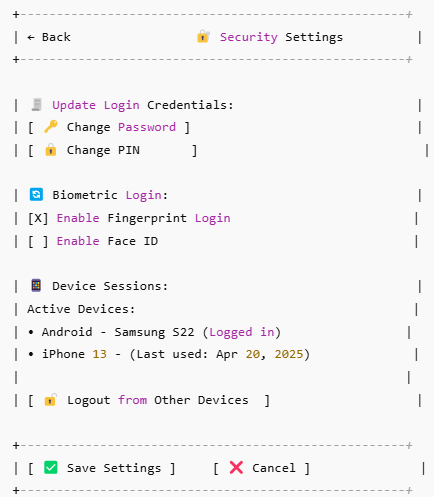 ← Back 🔐 Security Settings
🧾 Update Login Credentials:
[ 🔑 Change Password ]
[ 🔒 Change PIN ]
🔄 Biometric Login:
[X] Enable Fingerprint Login
[ ] Enable Face ID
📱 Device Sessions:
Active Devices:
• Android - Samsung S22 (Logged in)
• iPhone 13 - (Last used: Apr 20, 2025)
[ 🔓 Logout from Other Devices ]
[ ✅ Save Settings ] [ ❌ Cancel ]